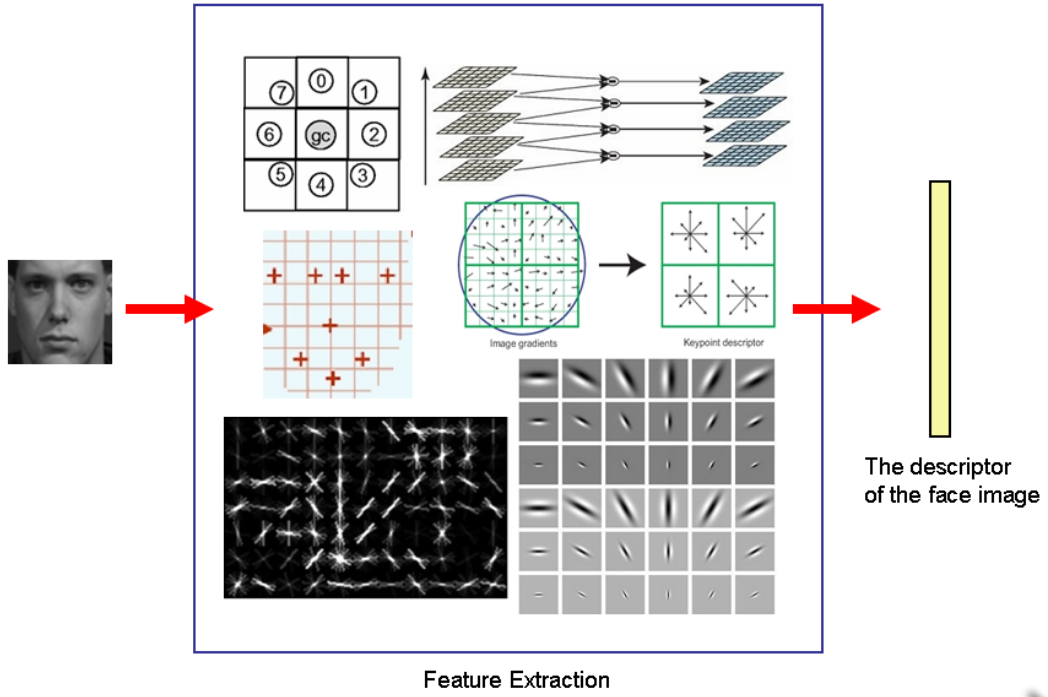 7 0 1
6 gc 2
5 4 3
Image gradients
Keypoint descriptor
The descriptor
of the face image
Feature Extraction